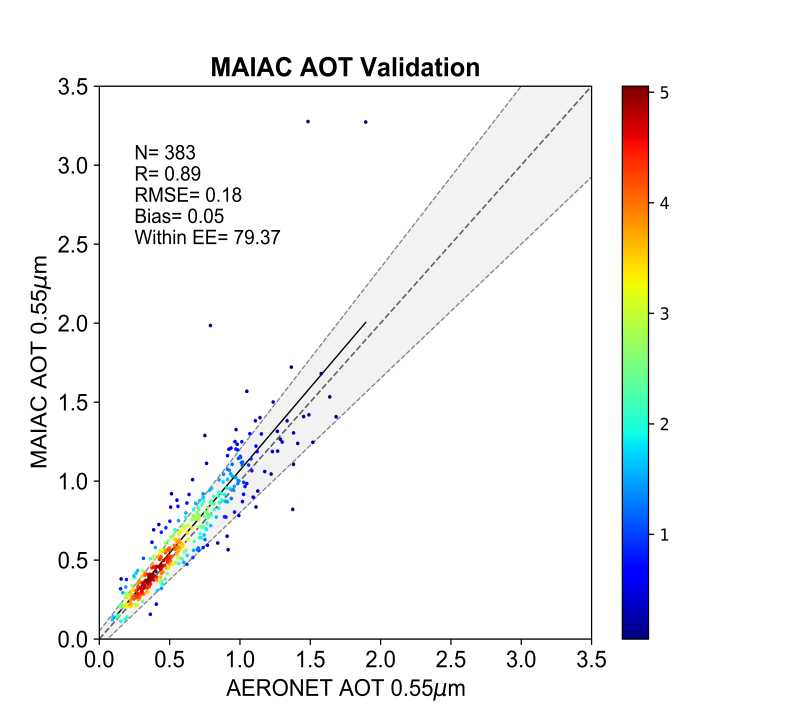 MAIAC AOT Validation
3.5
3.0
2.5
2.0
1.5
1.0
0.5
0.0
MAIAC AOT 0.55μm
N= 383
R= 0.89
RMSE= 0.18
Bias= 0.05
Within EE= 79.37
0.0 0.5 1.0 1.5 2.0 2.5 3.0 3.5
AERONET AOT 0.55μm
5
4
3
2
1